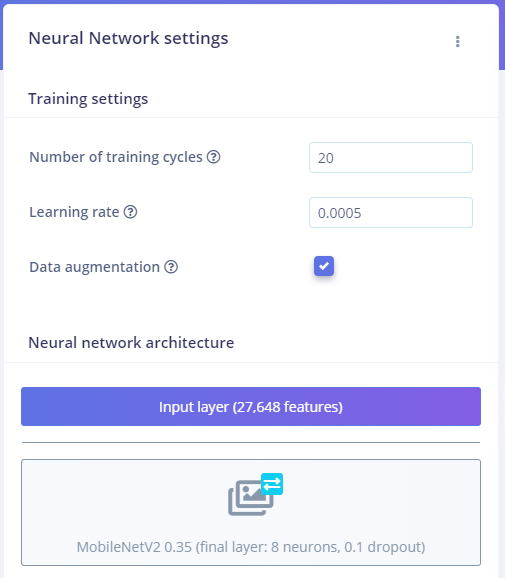 Neural Network settings
Training settings
Number of training cycles
20
Learning rate
0.0005
Data augmentation
Neural network architecture
Input layer (27,648 features)
MobileNetV2 0.35 (final layer: 8 neurons, 0.1 dropout)